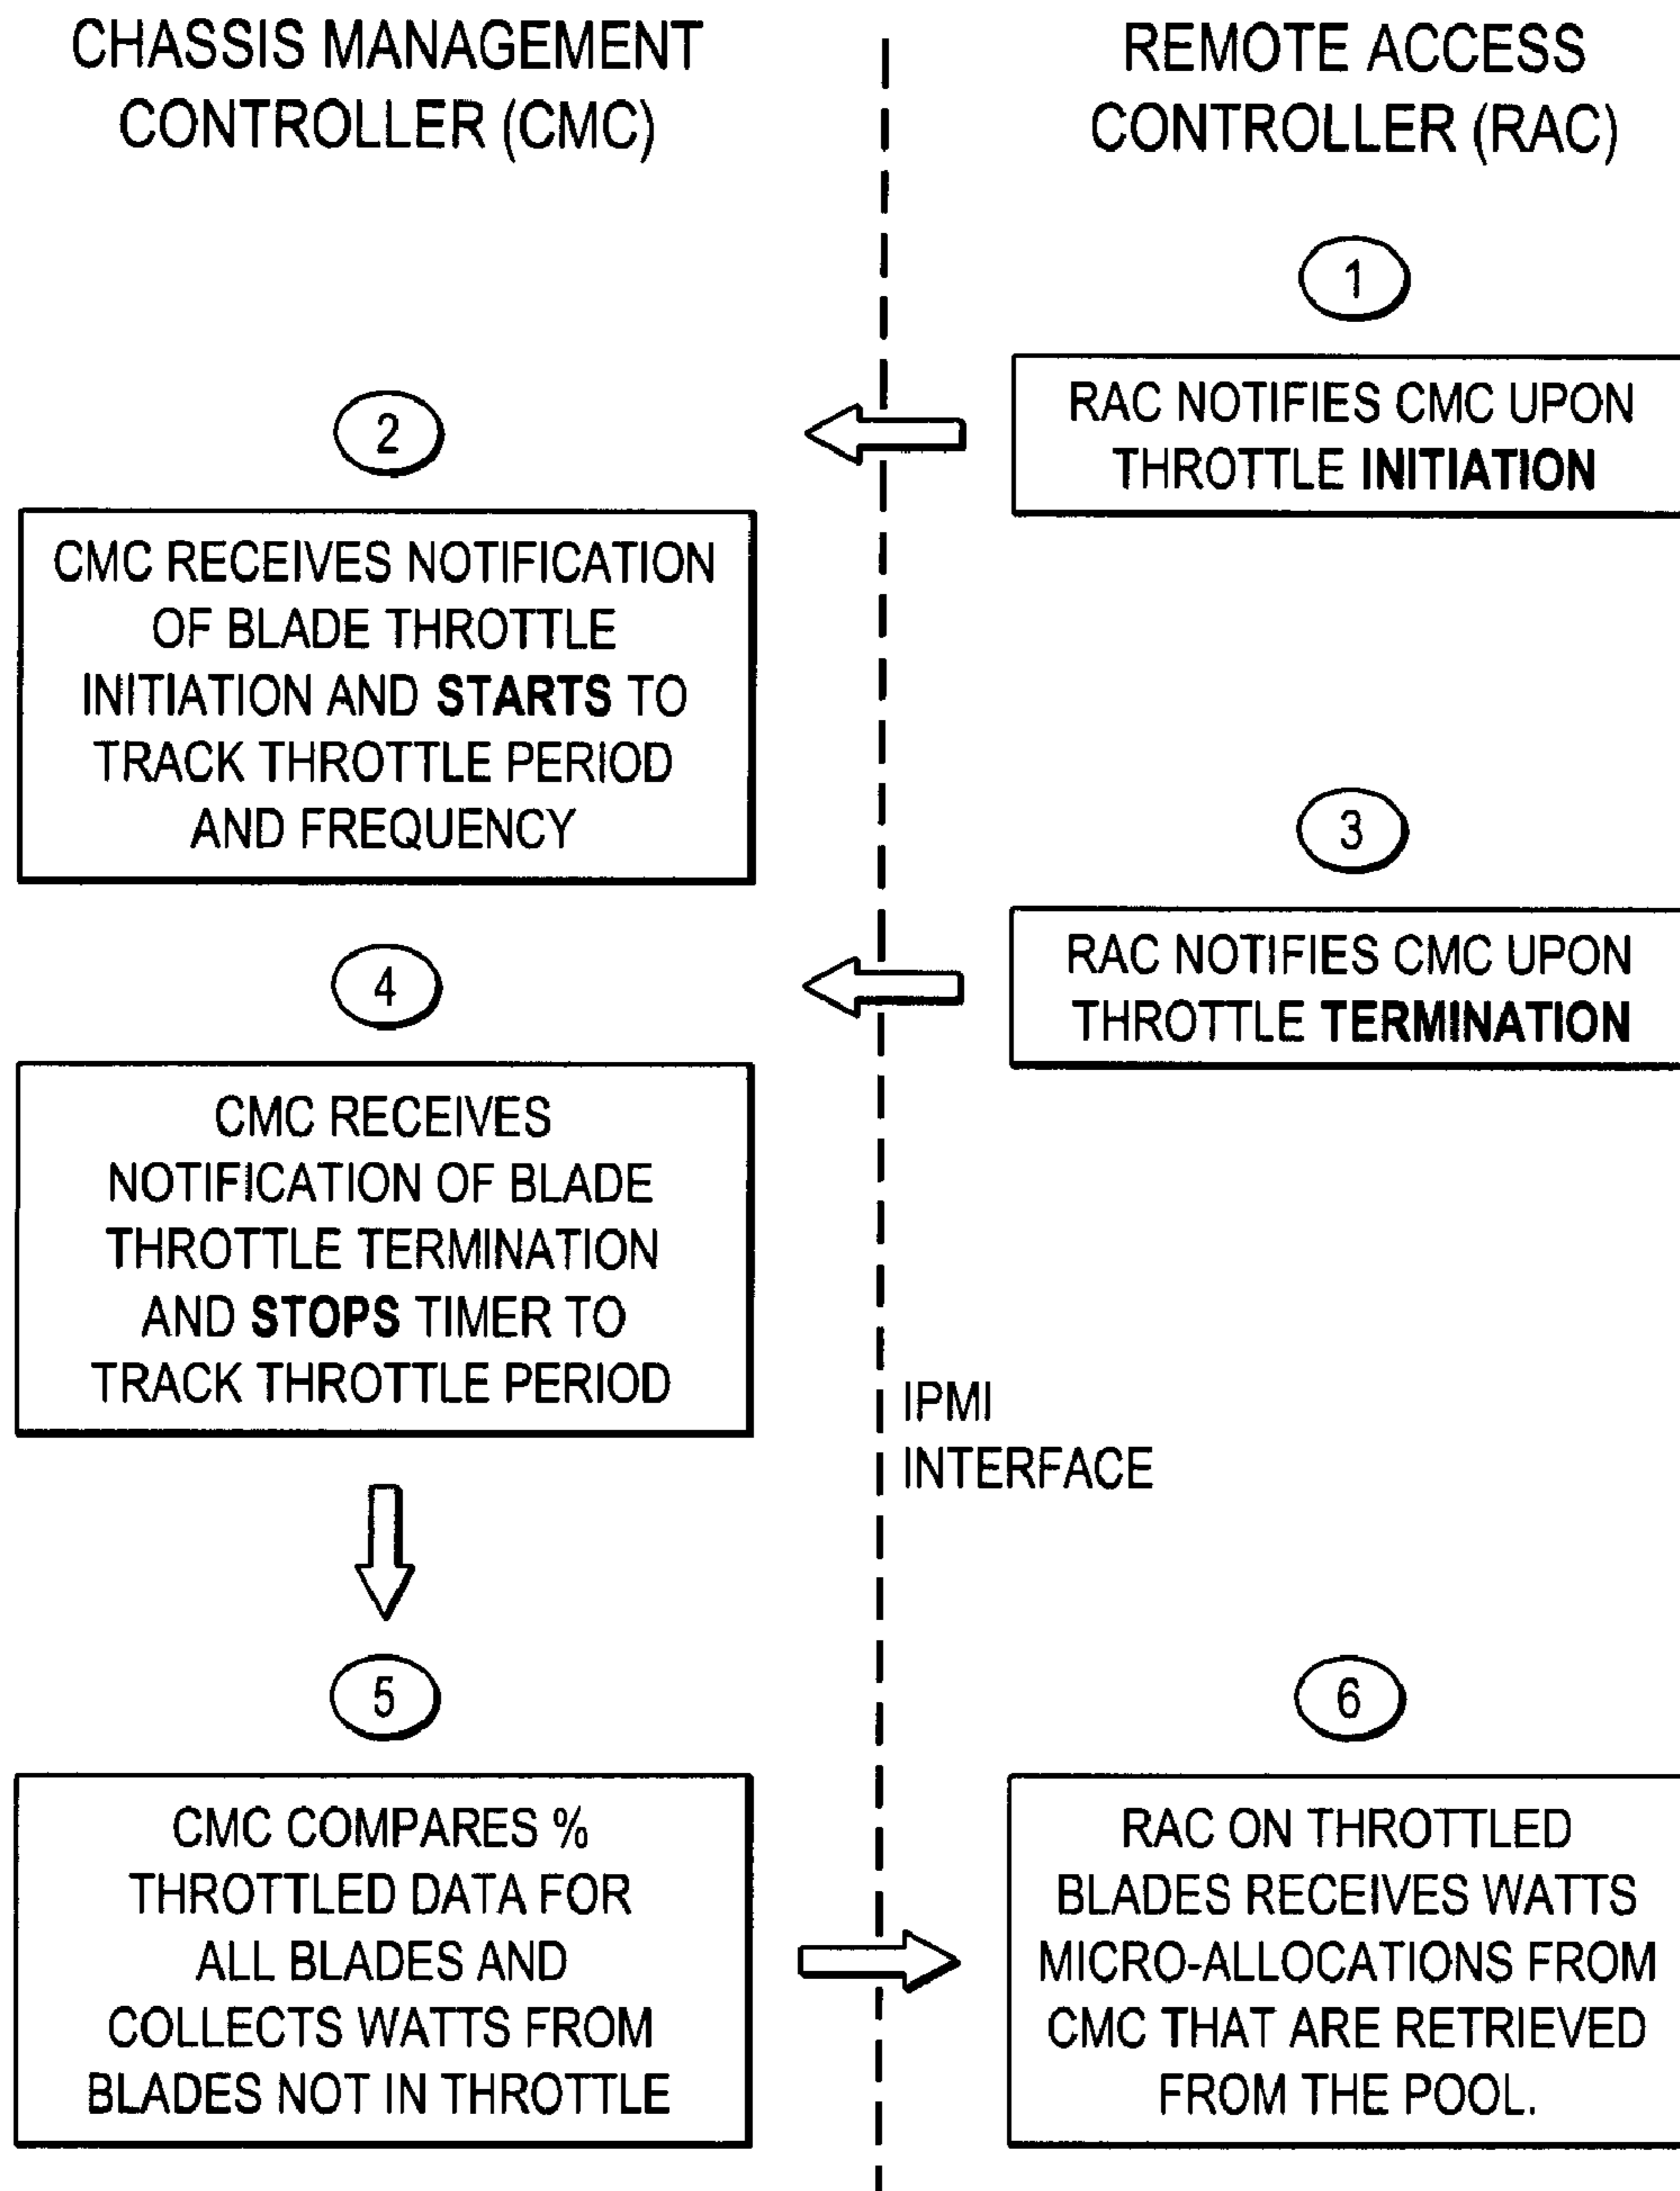 CHASSIS MANAGEMENT
CONTROLLER (CMC)
REMOTE ACCESS
CONTROLLER (RAC)
1
RAC NOTIFIES CMC UPON
THROTTLE INITIATION
2
CMC RECEIVES NOTIFICATION
OF BLADE THROTTLE
INITIATION AND STARTS TO
TRACK THROTTLE PERIOD
AND FREQUENCY
3
RAC NOTIFIES CMC UPON
THROTTLE TERMINATION
4
CMC RECEIVES
NOTIFICATION OF BLADE
THROTTLE TERMINATION
AND STOPS TIMER TO
TRACK THROTTLE PERIOD
IPMI
INTERFACE
5
CMC COMPARES %
THROTTLED DATA FOR
ALL BLADES AND
COLLECTS WATTS FROM
BLADES NOT IN THROTTLE
6
RAC ON THROTTLED
BLADES RECEIVES WATTS
MICRO-ALLOCATIONS FROM
CMC THAT ARE RETRIEVED
FROM THE POOL.